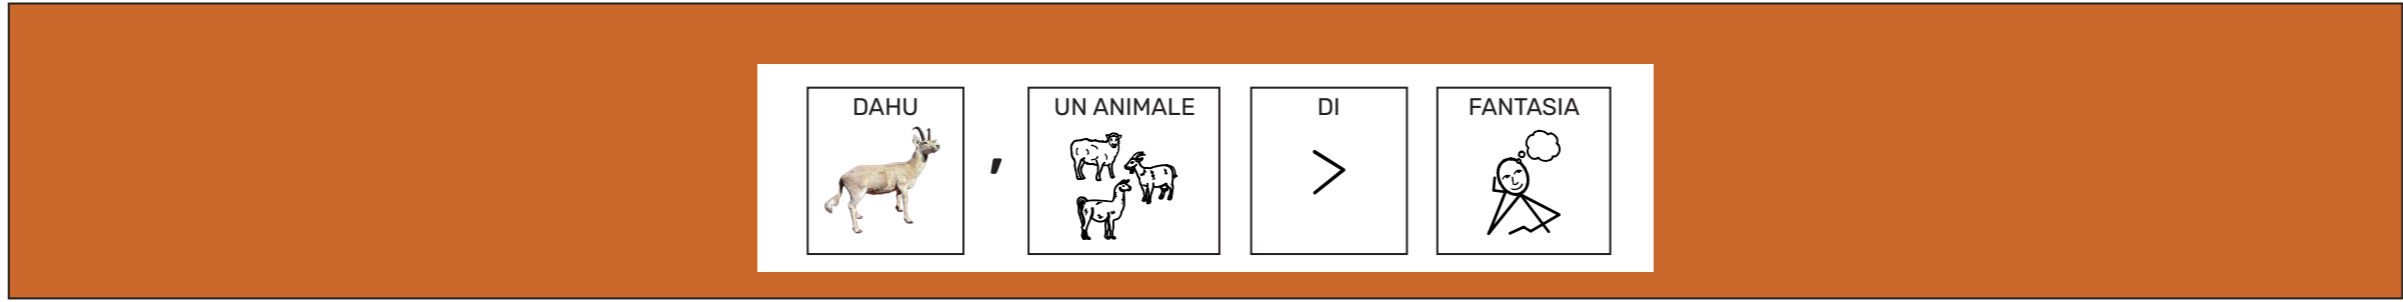 DAHU , UN ANIMALE DI FANTASIA